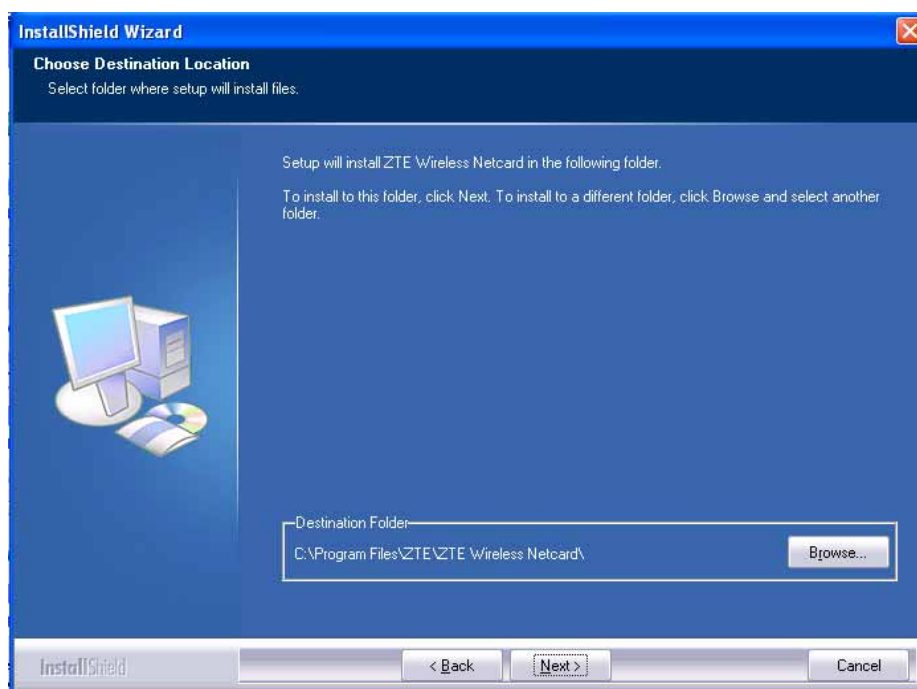 InstallShield Wizard
Choose Destination Location
Select folder where setup will install files.
Setup will install ZTE Wireless Netcard in the following folder.
To install to this folder, click Next. To install to a different folder, click Browse and select another
folder.
Destination Folder
C:\Program Files\ZTE\ZTE Wireless Netcard\
Browse...
InstallShield
< Back
Next >
Cancel